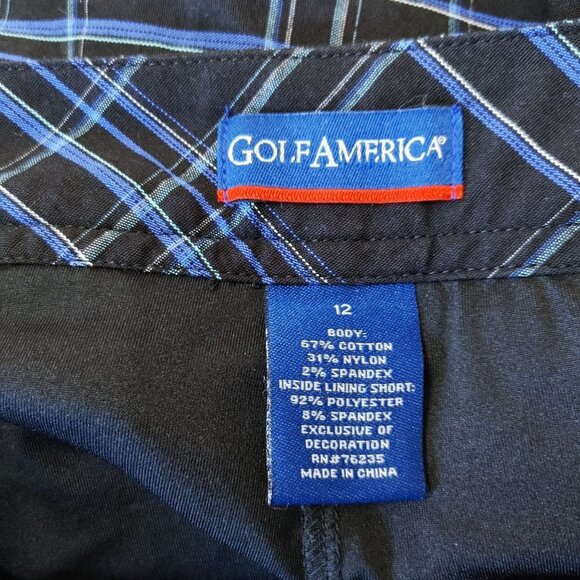 GOLFAMERICA®
12
BODY:
67% COTTON
31% NYLON
2% SPANDEX
INSIDE LINING SHORT:
92% POLYESTER
8% SPANDEX
EXCLUSIVE OF
DECORATION
RN#76235
MADE IN CHINA